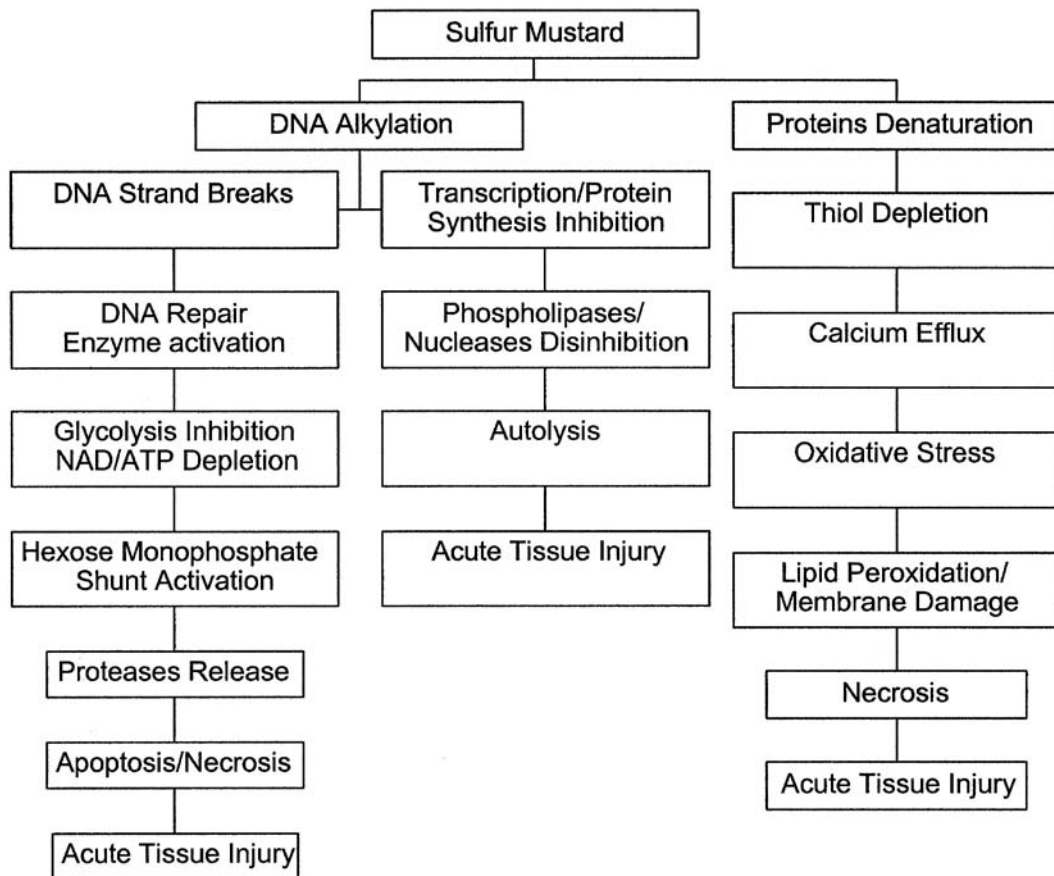 Sulfur Mustard
DNA Alkylation
Proteins Denaturation
DNA Strand Breaks
Transcription/Protein
Synthesis Inhibition
Thiol Depletion
DNA Repair
Enzyme activation
Phospholipases/
Nucleases Disinhibition
Calcium Efflux
Glycolysis Inhibition
NAD/ATP Depletion
Autolysis
Oxidative Stress
Hexose Monophosphate
Shunt Activation
Acute Tissue Injury
Lipid Peroxidation/
Membrane Damage
Proteases Release
Necrosis
Apoptosis/Necrosis
Acute Tissue Injury
Acute Tissue Injury